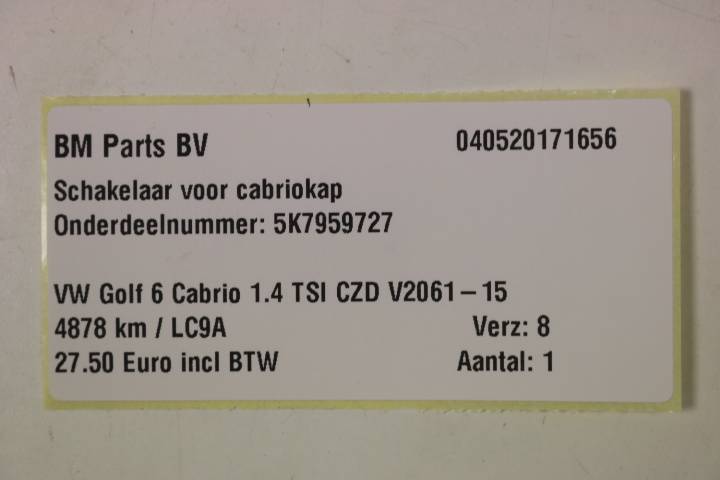 BM Parts BV 040520171656
Schakelaar voor cabriokap
Onderdeelnummer: 5K7959727
VW Golf 6 Cabrio 1.4 TSI CZD V2061-15
4878 km / LC9A Verz: 8
27.50 Euro incl BTW Aantal: 1